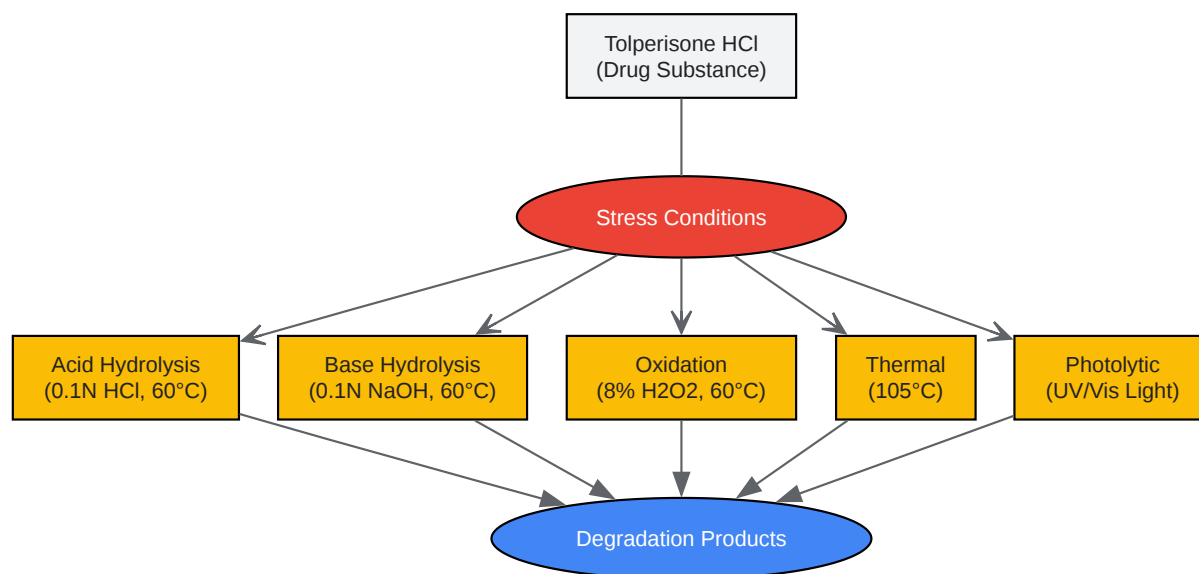 Tolperisone HCl
(Drug Substance)
Stress Conditions
Acid Hydrolysis
(0.1N HCl, 60°C)
Base Hydrolysis
(0.1N NaOH, 60°C)
Oxidation
(8% H2O2, 60°C)
Thermal
(105°C)
Photolytic
(UV/Vis Light)
Degradation Products